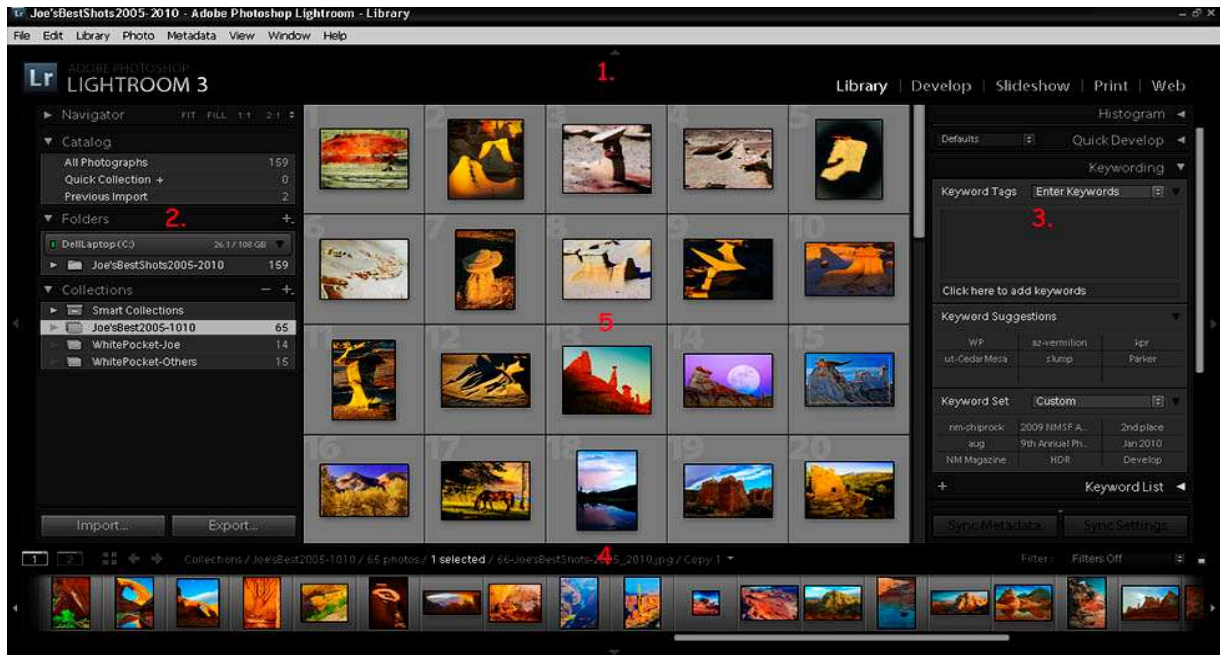 Joe'sBestShots2005-2010 - Adobe Photoshop Lightroom - Library
File Edit Library Photo Metadata View Window Help
1.
Lr ADOBE PHOTOSHOP
LIGHTROOM 3
Library | Develop | Slideshow | Print | Web
Navigator FIT FILL 1:1 2:1
Catalog
All Photographs 159
Quick Collection + 0
Previous Import 2
2.
Folders +
DellLaptop (C:) 26.1 / 108 GB
Joe'sBestShots2005-2010 159
Collections - +
Smart Collections
Joe'sBest2005-1010 65
WhitePocket-Joe 14
WhitePocket-Others 15
Import... Export...
1 2 3 4 5
6 7 8 9 10
5
11 12 13 14 15
16 17 18 19 20
Histogram
Defaults Quick Develop
Keywording
Keyword Tags Enter Keywords
3.
Click here to add keywords
Keyword Suggestions
WP az-vermilion kpr
ut-Cedar Mesa slump Parker
Keyword Set Custom
nm-chiprock 2009 NMSF A... 2nd place
aug 9th Annual Ph... Jan 2010
NM Magazine HDR Develop
+ Keyword List
Sync Metadata Sync Settings
4
1 2 Collections / Joe'sBest2005-1010 / 65 photos / 1 selected / 66-Joe'sBestShots-2005_2010.jpg / Copy 1
Filter : Filters Off